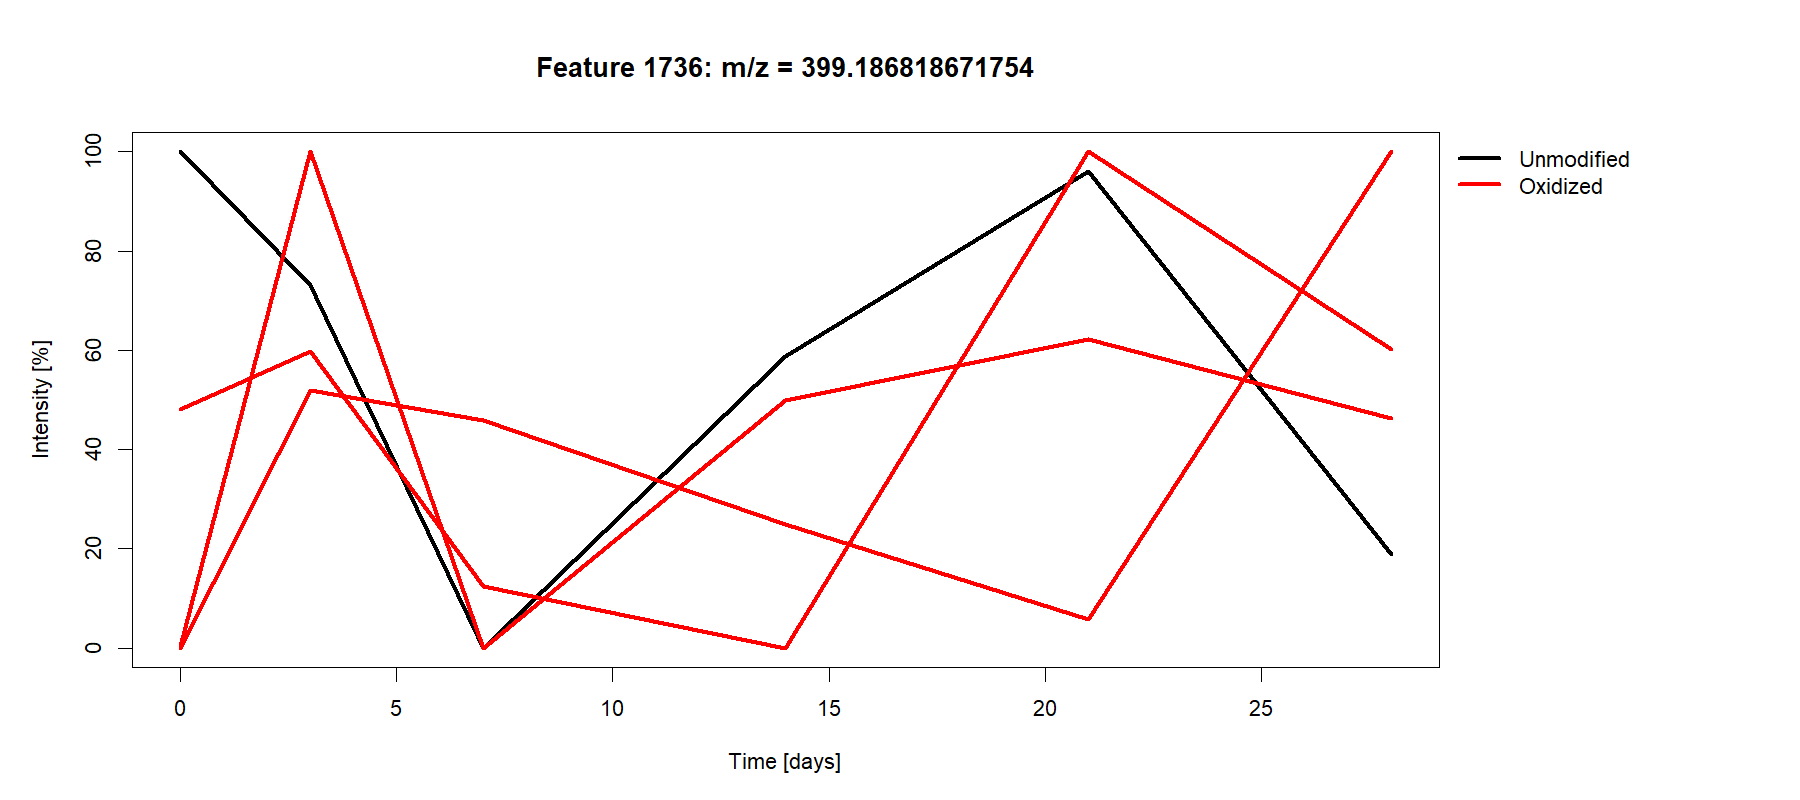 Feature 1736: m/z = 399.186818671754
100
80
60
40
20
0
Intensity [%]
0 5 10 15 20 25
Time [days]
Unmodified
Oxidized